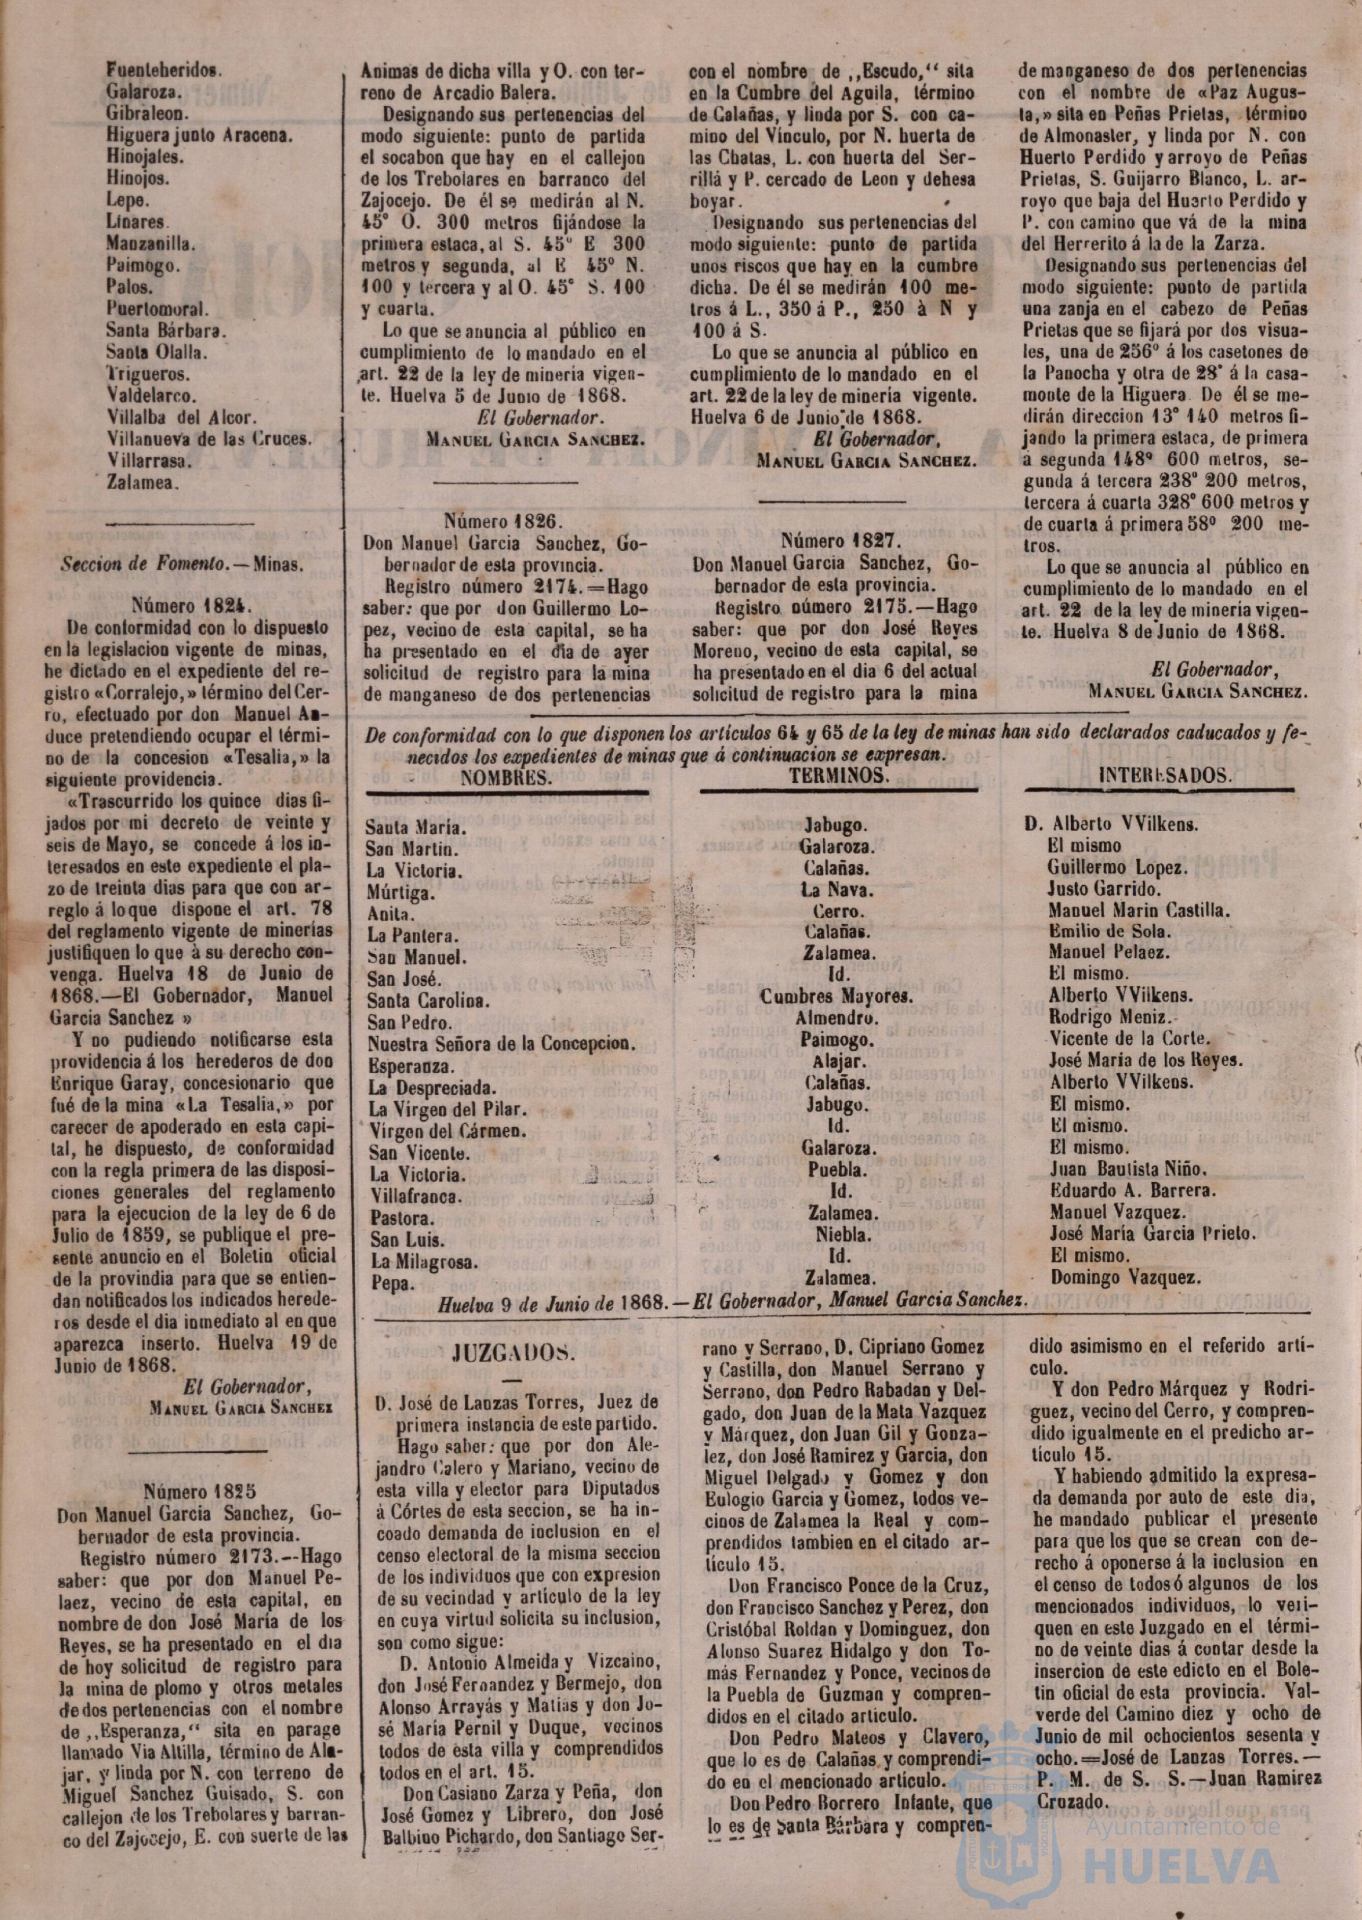 Fuenteheridos.
Galaroza.
Gibraleon.
Higuera junto Aracena.
Hinojales.
Hinojos.
Lepe.
Linares.
Manzanilla.
Paimogo.
Palos.
Puertomoral.
Santa Bárbara.
Santa Olalla.
Trigueros.
Valdelarco.
Villalba del Alcor.
Villanueva de las Cruces.
Villarrasa.
Zalamea.
Seccion de Fomento.—Minas.
Número 1824.
De conformidad con lo dispuesto
en la legislacion vigente de minas,
he dictado en el expediente del re-
gistro «Corralejo,» término del Cer-
ro, efectuado por don Manuel An-
duce pretendiendo ocupar el térmi-
no de la concesion «Tesalia,» la
siguiente providencia.
«Trascurrido los quince dias fi-
jados por mi decreto de veinte y
seis de Mayo, se concede á los in-
teresados en este expediente el pla-
zo de treinta dias para que con ar-
reglo á lo que dispone el art. 78
del reglamento vigente de minerías
justifiquen lo que á su derecho con-
venga. Huelva 18 de Junio de
1868.—El Gobernador, Manuel
Garcia Sanchez »
Y no pudiendo notificarse esta
providencia á los herederos de don
Enrique Garay, concesionario que
fué de la mina «La Tesalia,» por
carecer de apoderado en esta capi-
tal, he dispuesto, de conformidad
con la regla primera de las disposi-
ciones generales del reglamento
para la ejecucion de la ley de 6 de
Julio de 1859, se publique el pre-
sente anuncio en el Boletin oficial
de la provindia para que se entien-
dan notificados los indicados herede-
ros desde el dia inmediato al en que
aparezca inserto. Huelva 19 de
Junio de 1868.
El Gobernador,
MANUEL GARCIA SANCHEZ
Número 1825
Don Manuel Garcia Sanchez, Go-
bernador de esta provincia.
Registro número 2173.--Hago
saber: que por don Manuel Pe-
laez, vecino de esta capital, en
nombre de don José María de los
Reyes, se ha presentado en el dia
de hoy solicitud de registro para
la mina de plomo y otros metales
de dos pertenencias con el nombre
de ,,Esperanza,“ sita en parage
llamado Via Altilla, término de Ala-
jar, y linda por N. con terreno de
Miguel Sanchez Guisado, S. con
callejon de los Trebolares y barran-
co del Zajocejo, E. con suerte de las
Animas de dicha villa y O. con ter-
reno de Arcadio Balera.
Designando sus pertenencias del
modo siguiente: punto de partida
el socabon que hay en el callejon
de los Trebolares en barranco del
Zajocejo. De él se medirán al N.
45° O. 300 metros fijándose la
primera estaca, al S. 45° E 300
metros y segunda, al E 45° N.
100 y tercera y al O. 45° S. 100
y cuarta.
Lo que se anuncia al público en
cumplimiento de lo mandado en el
art. 22 de la ley de minería vigen-
te. Huelva 5 de Junio de 1868.
El Gobernador.
MANUEL GARCIA SANCHEZ.
Número 1826.
Don Manuel Garcia Sanchez, Go-
bernador de esta provincia.
Registro número 2174.=Hago
saber: que por don Guillermo Lo-
pez, vecino de esta capital, se ha
ha presentado en el dia de ayer
solicitud de registro para la mina
de manganeso de dos pertenencias
con el nombre de ,,Escudo,“ sita
en la Cumbre del Aguila, término
de Calañas, y linda por S. con ca-
mino del Vínculo, por N. huerta de
las Chatas, L. con huerta del Ser-
rillá y P. cercado de Leon y dehesa
boyar.
Designando sus pertenencias del
modo siguiente: punto de partida
unos riscos que hay en la cumbre
dicha. De él se medirán 100 me-
tros á L., 350 á P., 250 à N y
100 á S.
Lo que se anuncia al público en
cumplimiento de lo mandado en el
art. 22 de la ley de minería vigente.
Huelva 6 de Junio de 1868.
El Gobernador,
MANUEL GARCIA SANCHEZ.
Número 1827.
Don Manuel Garcia Sanchez, Go-
bernador de esta provincia.
Registro número 2175.—Hago
saber: que por don José Reyes
Moreno, vecino de esta capital, se
ha presentado en el dia 6 del actual
solicitud de registro para la mina
de manganeso de dos pertenencias
con el nombre de «Paz Augus-
ta,» sita en Peñas Prietas, término
de Almonaster, y linda por N. con
Huerto Perdido y arroyo de Peñas
Prietas, S. Guijarro Blanco, L. ar-
royo que baja del Huerto Perdido y
P. con camino que vá de la mina
del Herrerito á la de la Zarza.
Designando sus pertenencias del
modo siguiente: punto de partida
una zanja en el cabezo de Peñas
Prietas que se fijará por dos visua-
les, una de 256° á los casetones de
la Panocha y otra de 28° á la casa-
monte de la Higuera. De él se me-
dirán direccion 13° 140 metros fi-
jando la primera estaca, de primera
á segunda 148° 600 metros, se-
gunda á tercera 238° 200 metros,
tercera á cuarta 328° 600 metros y
de cuarta á primera 58° 200 me-
tros.
Lo que se anuncia al público en
cumplimiento de lo mandado en el
art. 22 de la ley de minería vigen-
te. Huelva 8 de Junio de 1868.
El Gobernador,
MANUEL GARCIA SANCHEZ.
De conformidad con lo que disponen los artículos 64 y 65 de la ley de minas han sido declarados caducados y fe-
necidos los expedientes de minas que á continuacion se expresan.
NOMBRES. TERMINOS. INTERESADOS.
Santa María. Jabugo. D. Alberto VVilkens.
San Martin. Galaroza. El mismo
La Victoria. Calañas. Guillermo Lopez.
Múrtiga. La Nava. Justo Garrido.
Anita. Cerro. Manuel Marin Castilla.
La Pantera. Calañas. Emilio de Sola.
San Manuel. Zalamea. Manuel Pelaez.
San José. Id. El mismo.
Santa Carolina. Cumbres Mayores. Alberto VVilkens.
San Pedro. Almendro. Rodrigo Meniz.
Nuestra Señora de la Concepcion. Paimogo. Vicente de la Corte.
Esperanza. Alajar. José María de los Reyes.
La Despreciada. Calañas. Alberto VVilkens.
La Virgen del Pilar. Jabugo. El mismo.
Virgen del Cármen. Id. El mismo.
San Vicente. Galaroza. El mismo.
La Victoria. Puebla. Juan Bautista Niño.
Villafranca. Id. Eduardo A. Barrera.
Pastora. Zalamea. Manuel Vazquez.
San Luis. Niebla. José María Garcia Prieto.
La Milagrosa. Id. El mismo.
Pepa. Zalamea. Domingo Vazquez.
Huelva 9 de Junio de 1868.—El Gobernador, Manuel Garcia Sanchez.
JUZGADOS.
D. José de Lanzas Torres, Juez de
primera instancia de este partido.
Hago saber: que por don Ale-
jandro Calero y Mariano, vecino de
esta villa y elector para Diputados
á Córtes de esta seccion, se ha in-
coado demanda de inclusion en el
censo electoral de la misma seccion
de los individuos que con expresion
de su vecindad y artículo de la ley
en cuya virtud solicita su inclusion,
son como sigue:
D. Antonio Almeida y Vizcaino,
don José Fernandez y Bermejo, don
Alonso Arrayás y Matias y don Jo-
sé María Pernil y Duque, vecinos
todos de esta villa y comprendidos
todos en el art. 15.
Don Casiano Zarza y Peña, don
José Gomez y Librero, don José
Balbino Pichardo, don Santiago Ser-
rano y Serrano, D. Cipriano Gomez
y Castilla, don Manuel Serrano y
Serrano, don Pedro Rabadan y Del-
gado, don Juan de la Mata Vazquez
y Márquez, don Juan Gil y Gonza-
lez, don José Ramirez y Garcia, don
Miguel Delgado y Gomez y don
Eulogio Garcia y Gomez, todos ve-
cinos de Zalamea la Real y com-
prendidos tambien en el citado ar-
tículo 15.
Don Francisco Ponce de la Cruz,
don Francisco Sanchez y Perez, don
Cristóbal Roldan y Dominguez, don
Alonso Suarez Hidalgo y don To-
más Fernandez y Ponce, vecinos de
la Puebla de Guzman y compren-
didos en el citado artículo.
Don Pedro Mateos y Clavero,
que lo es de Calañas y comprendi-
do en el mencionado artículo.
Don Pedro Borrero Infante, que
lo es de Santa Bárbara y compren-
dido asimismo en el referido artí-
culo.
Y don Pedro Márquez y Rodri-
guez, vecino del Cerro, y compren-
dido igualmente en el predicho ar-
tículo 15.
Y habiendo admitido la expresa-
da demanda por auto de este dia,
he mandado publicar el presente
para que los que se crean con de-
recho á oponerse á la inclusion en
el censo de todos ó algunos de los
mencionados individuos, lo veri-
quen en este Juzgado en el térmi-
no de veinte dias á contar desde la
insercion de este edicto en el Bole-
tin oficial de esta provincia. Val-
verde del Camino diez y ocho de
Junio de mil ochocientos sesenta y
ocho.=José de Lanzas Torres.—
P. M. de S. S.—Juan Ramirez
Cruzado.
Ayuntamiento de
HUELVA